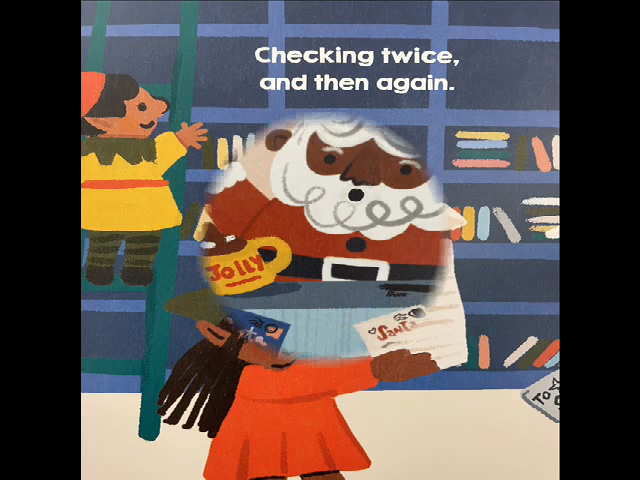 Checking twice,
and then again.
Jolly
Santa
TO